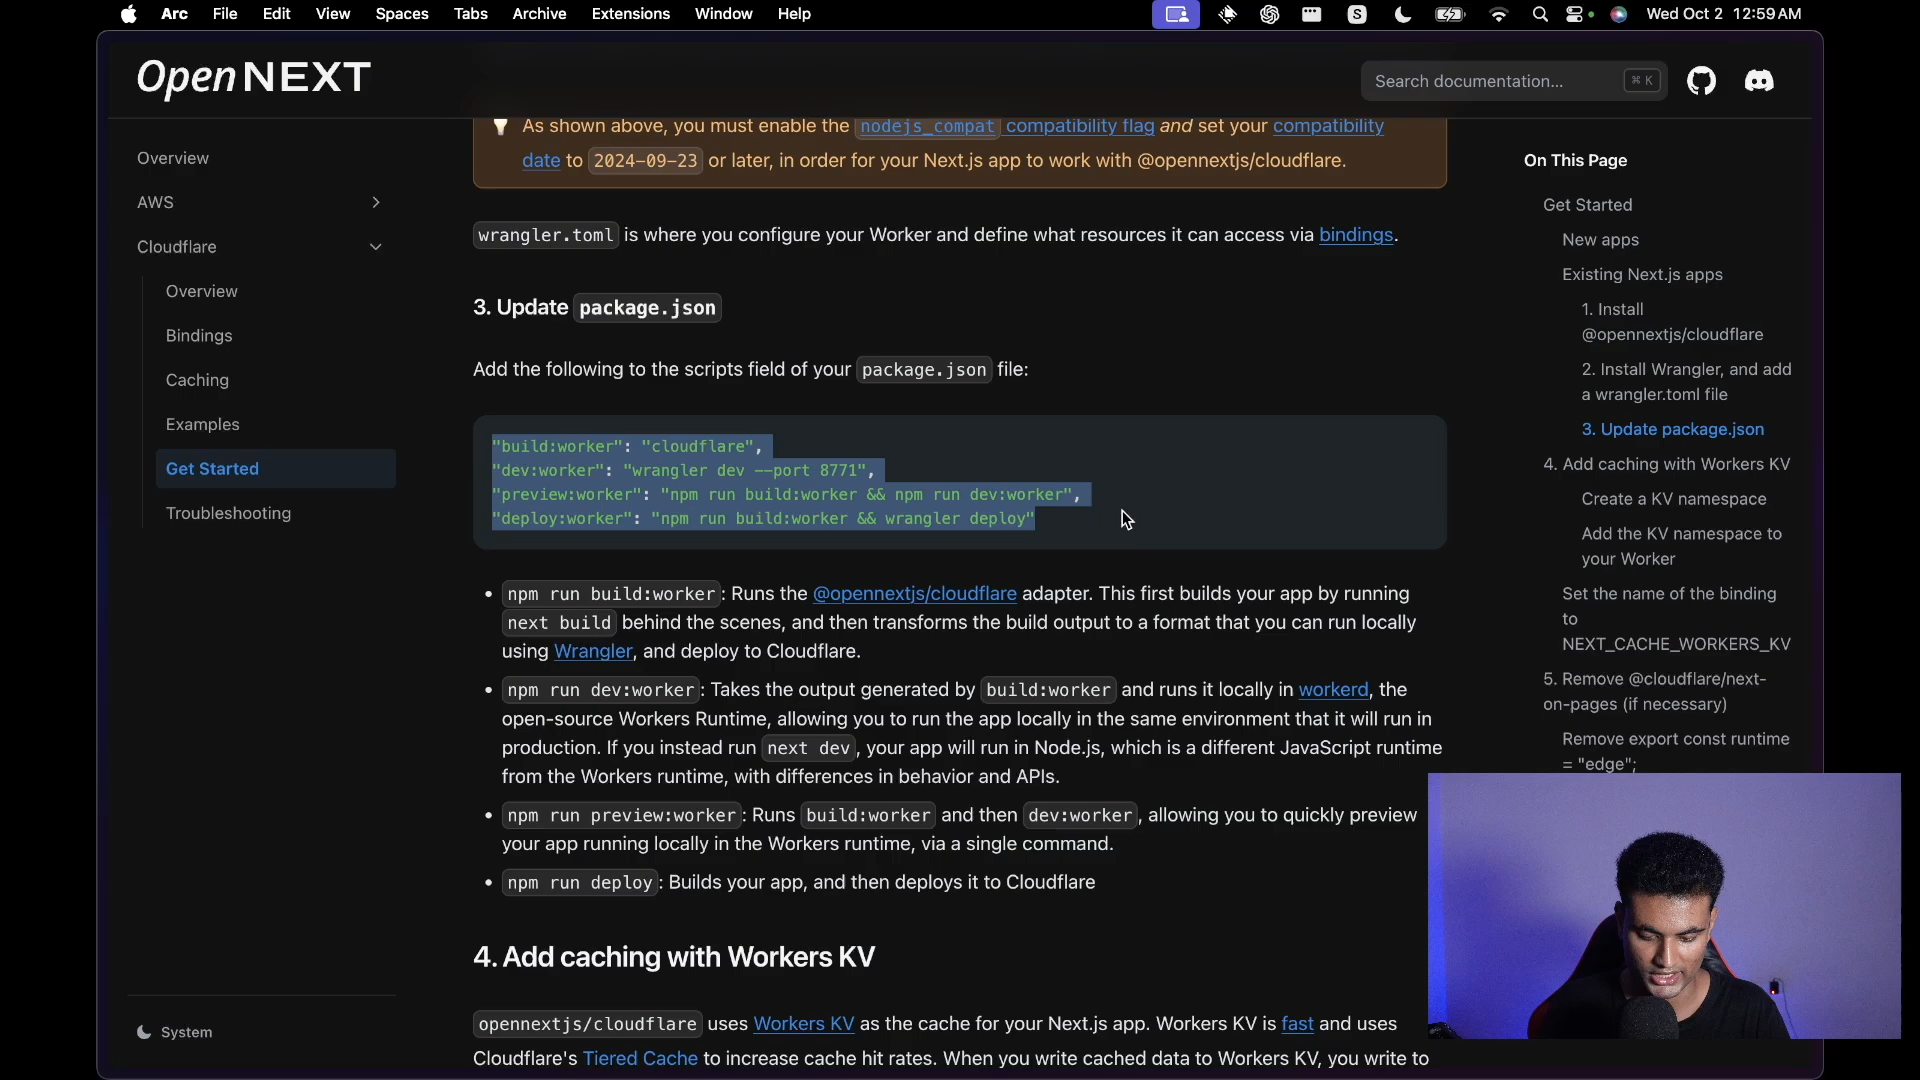 Arc File Edit View Spaces Tabs Archive Extensions Window Help S Wed Oct 2 12:59 AM
OpenNEXT
Search documentation... ⌘ K
Overview
AWS
Cloudflare
Overview
Bindings
Caching
Examples
Get Started
Troubleshooting
System
As shown above, you must enable the nodejs_compat compatibility flag and set your compatibility
date to 2024-09-23 or later, in order for your Next.js app to work with @opennextjs/cloudflare.
wrangler.toml is where you configure your Worker and define what resources it can access via bindings.
3. Update package.json
Add the following to the scripts field of your package.json file:
"build:worker": "cloudflare",
"dev:worker": "wrangler dev --port 8771",
"preview:worker": "npm run build:worker && npm run dev:worker",
"deploy:worker": "npm run build:worker && wrangler deploy"
• npm run build:worker: Runs the @opennextjs/cloudflare adapter. This first builds your app by running
next build behind the scenes, and then transforms the build output to a format that you can run locally
using Wrangler, and deploy to Cloudflare.
• npm run dev:worker: Takes the output generated by build:worker and runs it locally in workerd, the
open-source Workers Runtime, allowing you to run the app locally in the same environment that it will run in
production. If you instead run next dev, your app will run in Node.js, which is a different JavaScript runtime
from the Workers runtime, with differences in behavior and APIs.
• npm run preview:worker: Runs build:worker and then dev:worker, allowing you to quickly preview
your app running locally in the Workers runtime, via a single command.
• npm run deploy: Builds your app, and then deploys it to Cloudflare
4. Add caching with Workers KV
opennextjs/cloudflare uses Workers KV as the cache for your Next.js app. Workers KV is fast and uses
Cloudflare's Tiered Cache to increase cache hit rates. When you write cached data to Workers KV, you write to
On This Page
Get Started
New apps
Existing Next.js apps
1. Install
@opennextjs/cloudflare
2. Install Wrangler, and add
a wrangler.toml file
3. Update package.json
4. Add caching with Workers KV
Create a KV namespace
Add the KV namespace to
your Worker
Set the name of the binding
to
NEXT_CACHE_WORKERS_KV
5. Remove @cloudflare/next-
on-pages (if necessary)
Remove export const runtime
= "edge";